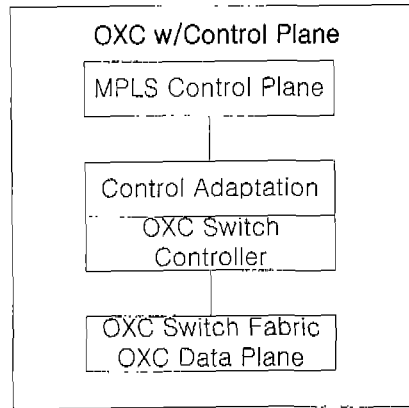 OXC w/Control Plane
MPLS Control Plane
Control Adaptation
OXC Switch
Controller
OXC Switch Fabric
OXC Data Plane